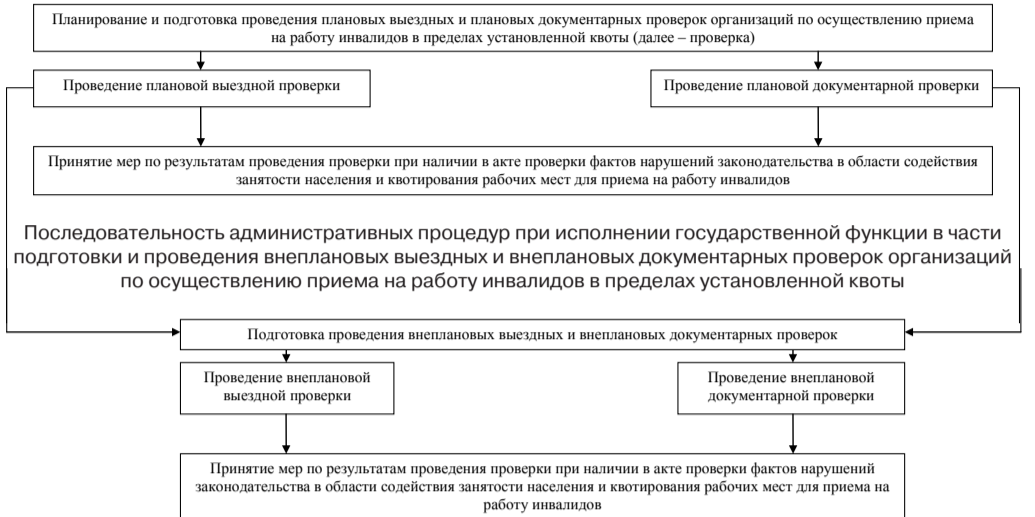 Планирование и подготовка проведения плановых выездных и плановых документарных проверок организаций по осуществлению приема
на работу инвалидов в пределах установленной квоты (далее – проверка)
Проведение плановой выездной проверки
Проведение плановой документарной проверки
Принятие мер по результатам проведения проверки при наличии в акте проверки фактов нарушений законодательства в области содействия
занятости населения и квотирования рабочих мест для приема на работу инвалидов
Последовательность административных процедур при исполнении государственной функции в части
подготовки и проведения внеплановых выездных и внеплановых документарных проверок организаций
по осуществлению приема на работу инвалидов в пределах установленной квоты
Подготовка проведения внеплановых выездных и внеплановых документарных проверок
Проведение внеплановой
выездной проверки
Проведение внеплановой
документарной проверки
Принятие мер по результатам проведения проверки при наличии в акте проверки фактов нарушений
законодательства в области содействия занятости населения и квотирования рабочих мест для приема на
работу инвалидов